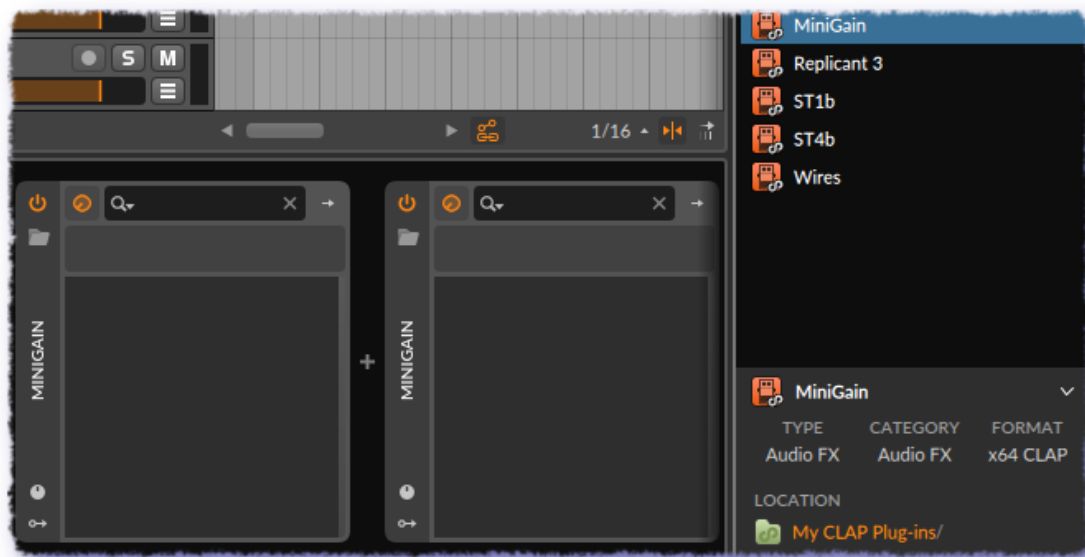 S M
1/16
MINIGAIN
MINIGAIN
MiniGain
Replicant 3
ST1b
ST4b
Wires
MiniGain
TYPE CATEGORY FORMAT
Audio FX Audio FX x64 CLAP
LOCATION
My CLAP Plug-ins/